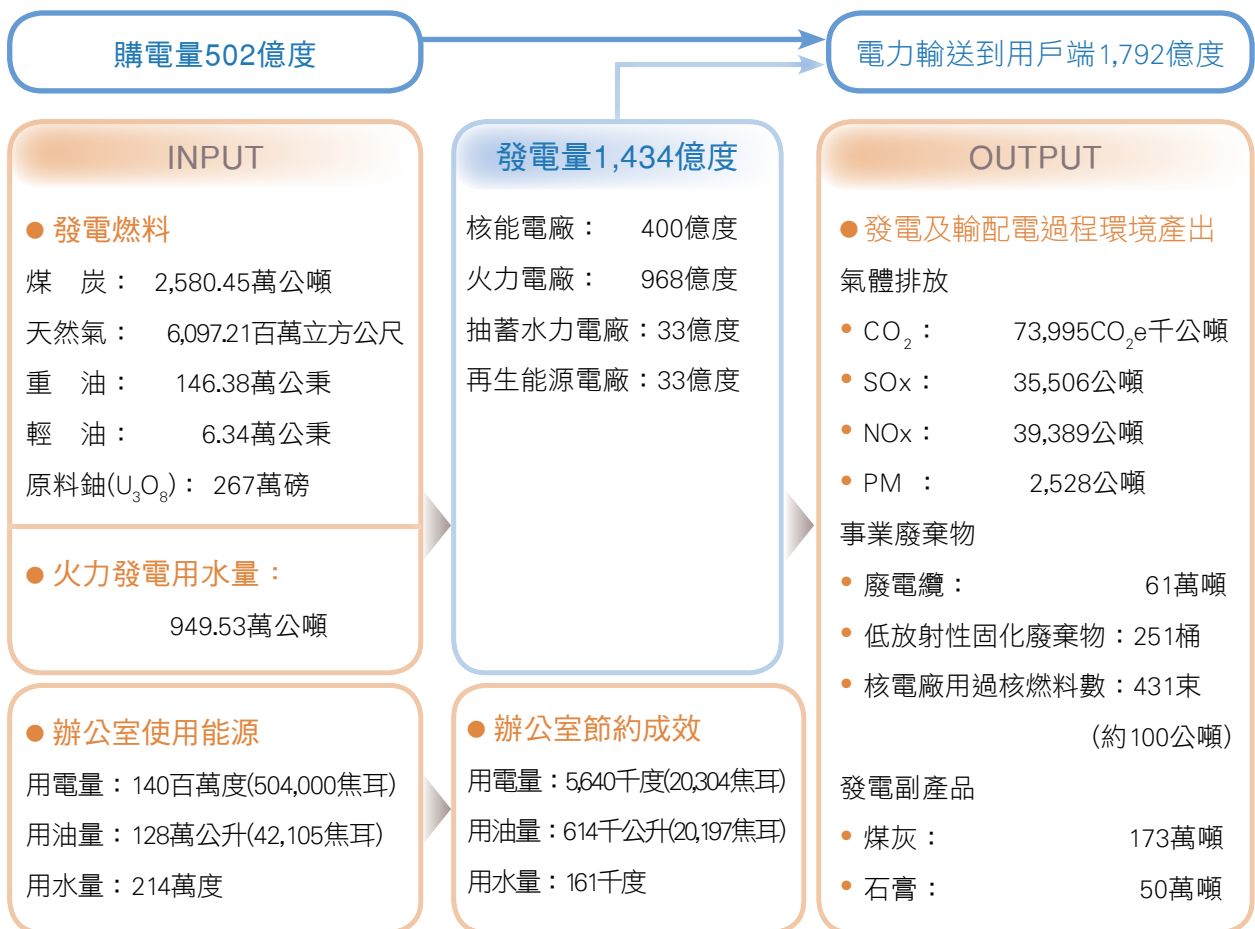 購電量502億度
電力輸送到用戶端1,792億度
INPUT
● 發電燃料
煤 炭： 2,580.45萬公噸
天然氣： 6,097.21百萬立方公尺
重 油： 146.38萬公秉
輕 油： 6.34萬公秉
原料鈾(U₃O₈)： 267萬磅
● 火力發電用水量：
949.53萬公噸
● 辦公室使用能源
用電量：140百萬度(504,000焦耳)
用油量：128萬公升(42,105焦耳)
用水量：214萬度
發電量1,434億度
核能電廠： 400億度
火力電廠： 968億度
抽蓄水力電廠：33億度
再生能源電廠：33億度
● 辦公室節約成效
用電量：5,640千度(20,304焦耳)
用油量：614千公升(20,197焦耳)
用水量：161千度
OUTPUT
● 發電及輸配電過程環境產出
氣體排放
• CO₂： 73,995CO₂e千公噸
• SOx： 35,506公噸
• NOx： 39,389公噸
• PM ： 2,528公噸
事業廢棄物
• 廢電纜： 61萬噸
• 低放射性固化廢棄物：251桶
• 核電廠用過核燃料數：431束
(約100公噸)
發電副產品
• 煤灰： 173萬噸
• 石膏： 50萬噸